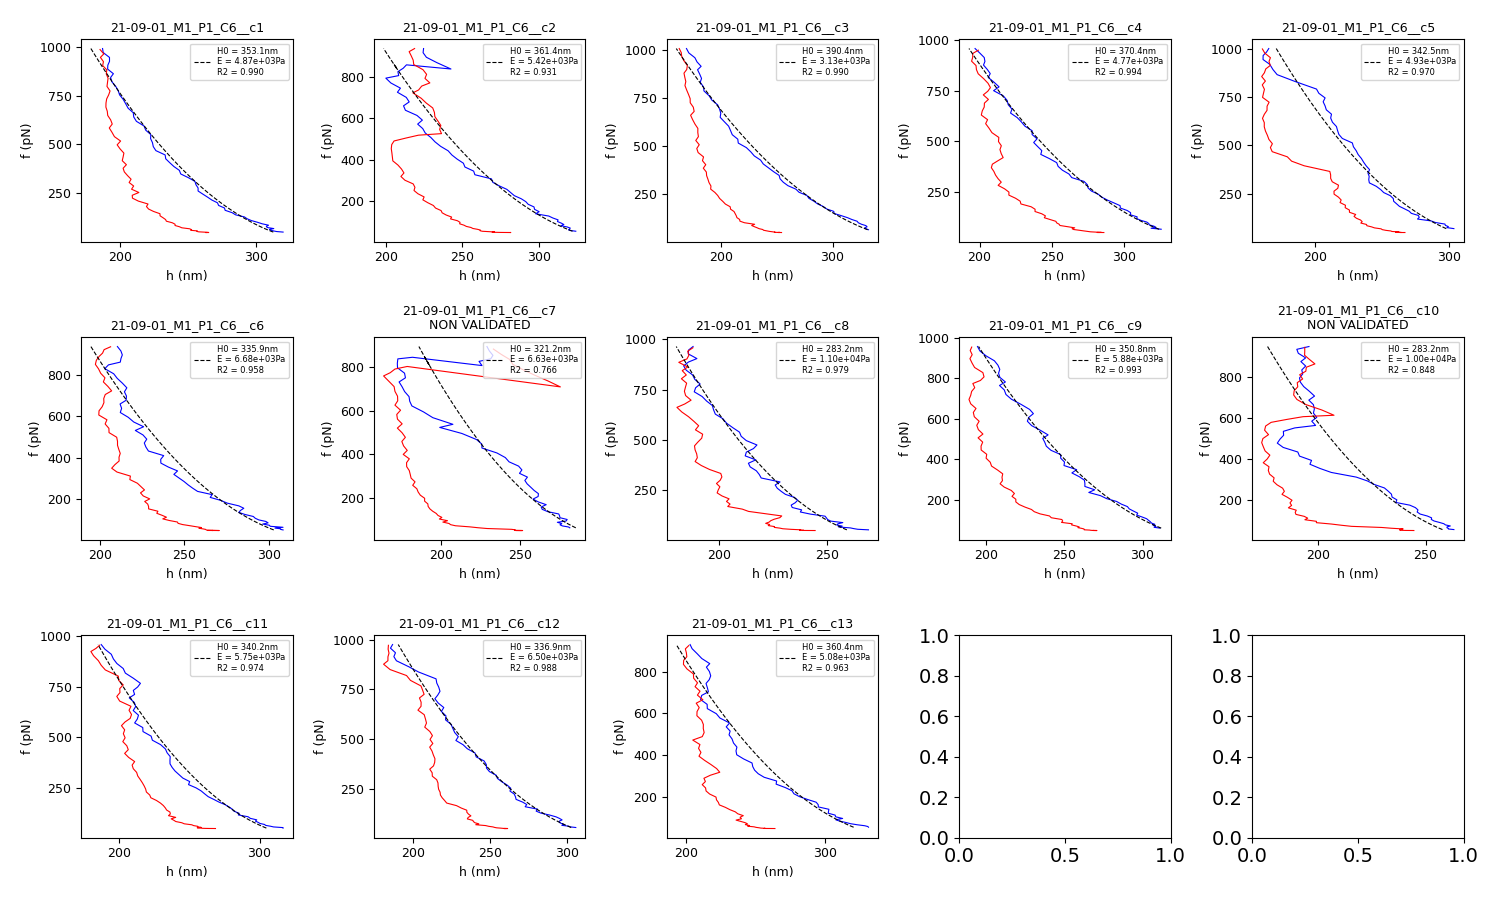 21-09-01_M1_P1_C6__c1
H0 = 353.1nm
E = 4.87e+03Pa
R2 = 0.990
1000
750
500
250
f (pN)
200
300
h (nm)
21-09-01_M1_P1_C6__c2
H0 = 361.4nm
E = 5.42e+03Pa
R2 = 0.931
800
600
400
200
f (pN)
200
250
300
h (nm)
21-09-01_M1_P1_C6__c3
H0 = 390.4nm
E = 3.13e+03Pa
R2 = 0.990
1000
750
500
250
f (pN)
200
300
h (nm)
21-09-01_M1_P1_C6__c4
H0 = 370.4nm
E = 4.77e+03Pa
R2 = 0.994
1000
750
500
250
f (pN)
200
250
300
h (nm)
21-09-01_M1_P1_C6__c5
H0 = 342.5nm
E = 4.93e+03Pa
R2 = 0.970
1000
750
500
250
f (pN)
200
300
h (nm)
21-09-01_M1_P1_C6__c6
H0 = 335.9nm
E = 6.68e+03Pa
R2 = 0.958
800
600
400
200
f (pN)
200
250
300
h (nm)
21-09-01_M1_P1_C6__c7
NON VALIDATED
H0 = 321.2nm
E = 6.63e+03Pa
R2 = 0.766
800
600
400
200
f (pN)
200
250
h (nm)
21-09-01_M1_P1_C6__c8
H0 = 283.2nm
E = 1.10e+04Pa
R2 = 0.979
1000
750
500
250
f (pN)
200
250
h (nm)
21-09-01_M1_P1_C6__c9
H0 = 350.8nm
E = 5.88e+03Pa
R2 = 0.993
1000
800
600
400
200
f (pN)
200
250
300
h (nm)
21-09-01_M1_P1_C6__c10
NON VALIDATED
H0 = 283.2nm
E = 1.00e+04Pa
R2 = 0.848
800
600
400
200
f (pN)
200
250
h (nm)
21-09-01_M1_P1_C6__c11
H0 = 340.2nm
E = 5.75e+03Pa
R2 = 0.974
1000
750
500
250
f (pN)
200
300
h (nm)
21-09-01_M1_P1_C6__c12
H0 = 336.9nm
E = 6.50e+03Pa
R2 = 0.988
1000
750
500
250
f (pN)
200
250
300
h (nm)
21-09-01_M1_P1_C6__c13
H0 = 360.4nm
E = 5.08e+03Pa
R2 = 0.963
800
600
400
200
f (pN)
200
300
h (nm)
1.0
0.8
0.6
0.4
0.2
0.0
0.0
0.5
1.0
1.0
0.8
0.6
0.4
0.2
0.0
0.0
0.5
1.0